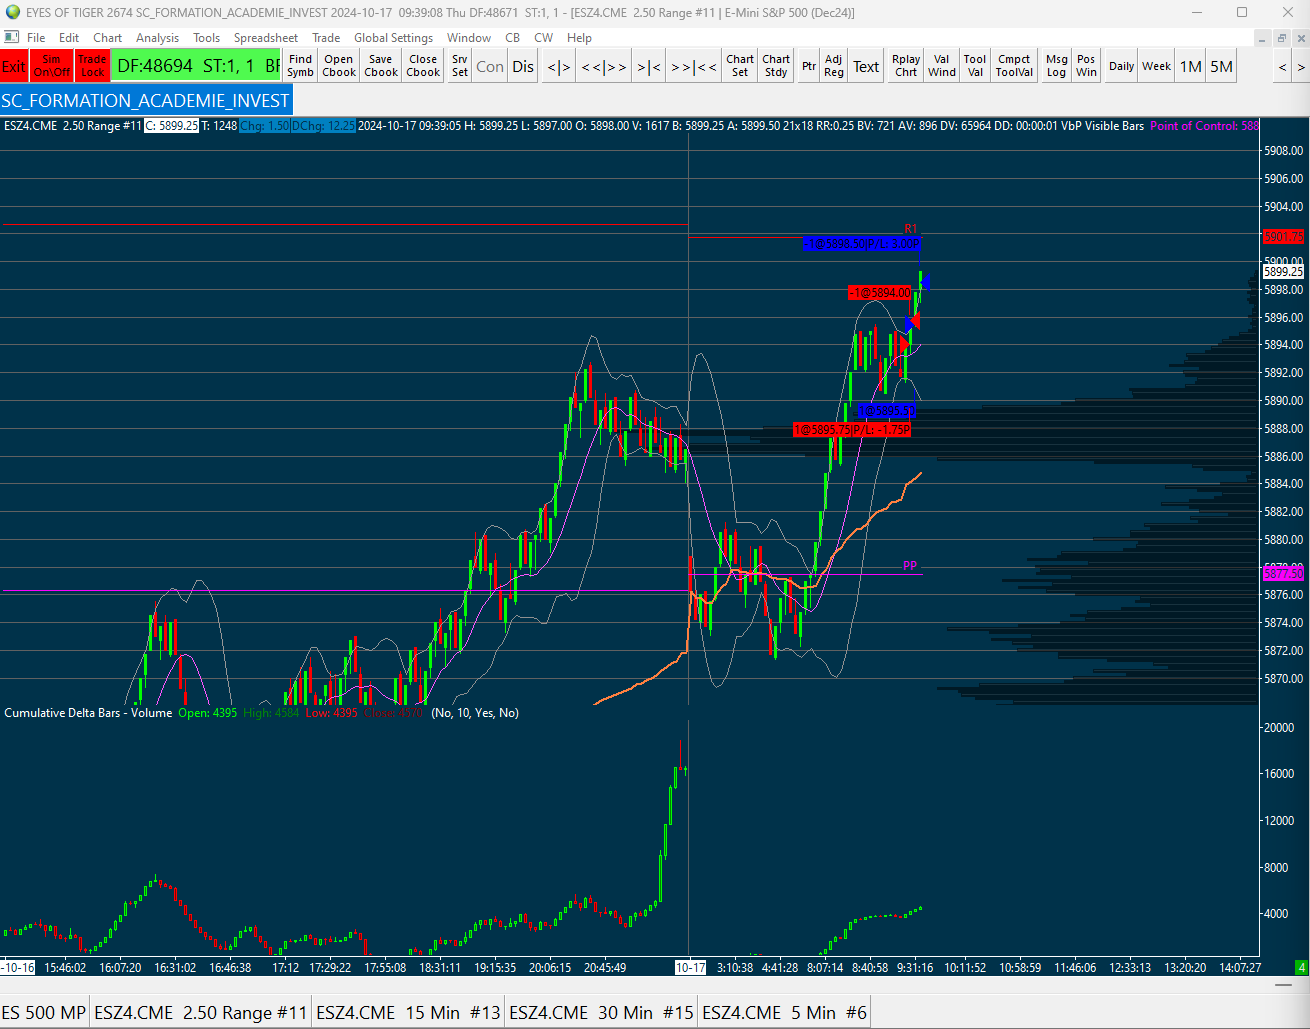 EYES OF TIGER 2674 SC_FORMATION_ACADEMIE_INVEST 2024-10-17  09:39:08 Thu DF:48671  ST:1, 1 - [ESZ4.CME  2.50 Range #11 | E-Mini S&P 500 (Dec24)]
File Edit Chart Analysis Tools Spreadsheet Trade Global Settings Window CB CW Help
Exit Sim On\Off Trade Lock DF:48694  ST:1, 1 Find Symb Open Cbook Save Cbook Close Cbook Srv Set Con Dis <|> <<|>> >|< >>|<< Chart Set Chart Stdy Ptr Adj Reg Text Rplay Chrt Val Wind Tool Val Cmpct ToolVal Msg Log Pos Win Daily Week 1M 5M < >
SC_FORMATION_ACADEMIE_INVEST
ESZ4.CME  2.50 Range #11 C: 5899.25 T: 1248 Chg: 1.50 DChg: 12.25 2024-10-17 09:39:05 H: 5899.25 L: 5897.00 O: 5898.00 V: 1617 B: 5899.25 A: 5899.50 21x18 RR:0.25 BV: 721 AV: 896 DV: 65964 DD: 00:00:01 VbP Visible Bars Point of Control: 588
5908.00
5906.00
5904.00
R1
5901.75
-1@5898.50|P/L: 3.00P
5900.00
5899.25
5898.00
-1@5894.00
5896.00
5894.00
5892.00
5890.00
1@5895.50
5888.00
1@5895.75|P/L: -1.75P
5886.00
5884.00
5882.00
5880.00
PP
5877.50
5876.00
5874.00
5872.00
5870.00
Cumulative Delta Bars - Volume Open: 4395 High: 4584 Low: 4395 Close: 4570 (No, 10, Yes, No)
20000
16000
12000
8000
4000
-10-16 15:46:02 16:07:20 16:31:02 16:46:38 17:12 17:29:22 17:55:08 18:31:11 19:15:35 20:06:15 20:45:49 10-17 3:10:38 4:41:28 8:07:14 8:40:58 9:31:16 10:11:52 10:58:59 11:46:06 12:33:13 13:20:20 14:07:27 4
ES 500 MP ESZ4.CME  2.50 Range #11 ESZ4.CME  15 Min  #13 ESZ4.CME  30 Min  #15 ESZ4.CME  5 Min  #6